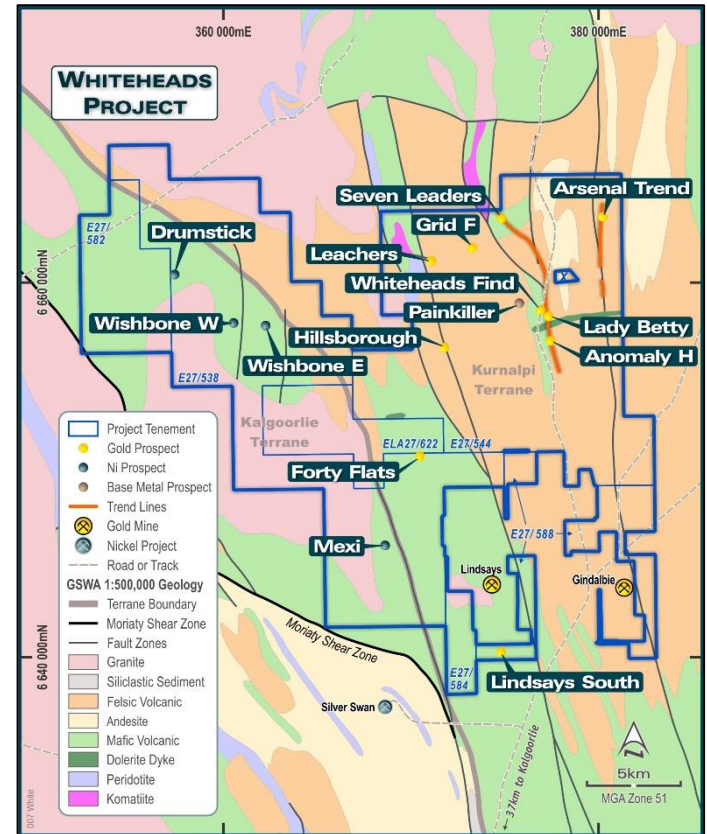 360 000mE
380 000mE
WHITEHEADS
PROJECT
Seven Leaders
Arsenal Trend
E27/
582
Drumstick
Grid F
Leachers
6 660 000mN
Whiteheads Find
Painkiller
Lady Betty
Wishbone W
Hillsborough
Wishbone E
Anomaly H
Kurnalpi
Terrane
E27/538
Kalgoorlie
Terrane
ELA27/622
E27/544
Forty Flats
E27/ 588
Mexi
Lindsays
Gindalbie
Moriaty Shear Zone
6 640 000mN
E27/
584
Lindsays South
Silver Swan
37km to Kalgoorlie
5km
MGA Zone 51
Project Tenement
Gold Prospect
Ni Prospect
Base Metal Prospect
Trend Lines
Gold Mine
Nickel Project
Road or Track
GSWA 1:500,000 Geology
Terrane Boundary
Moriaty Shear Zone
Fault Zones
Granite
Siliclastic Sediment
Felsic Volcanic
Andesite
Mafic Volcanic
Dolerite Dyke
Peridotite
Komatiite
007 White